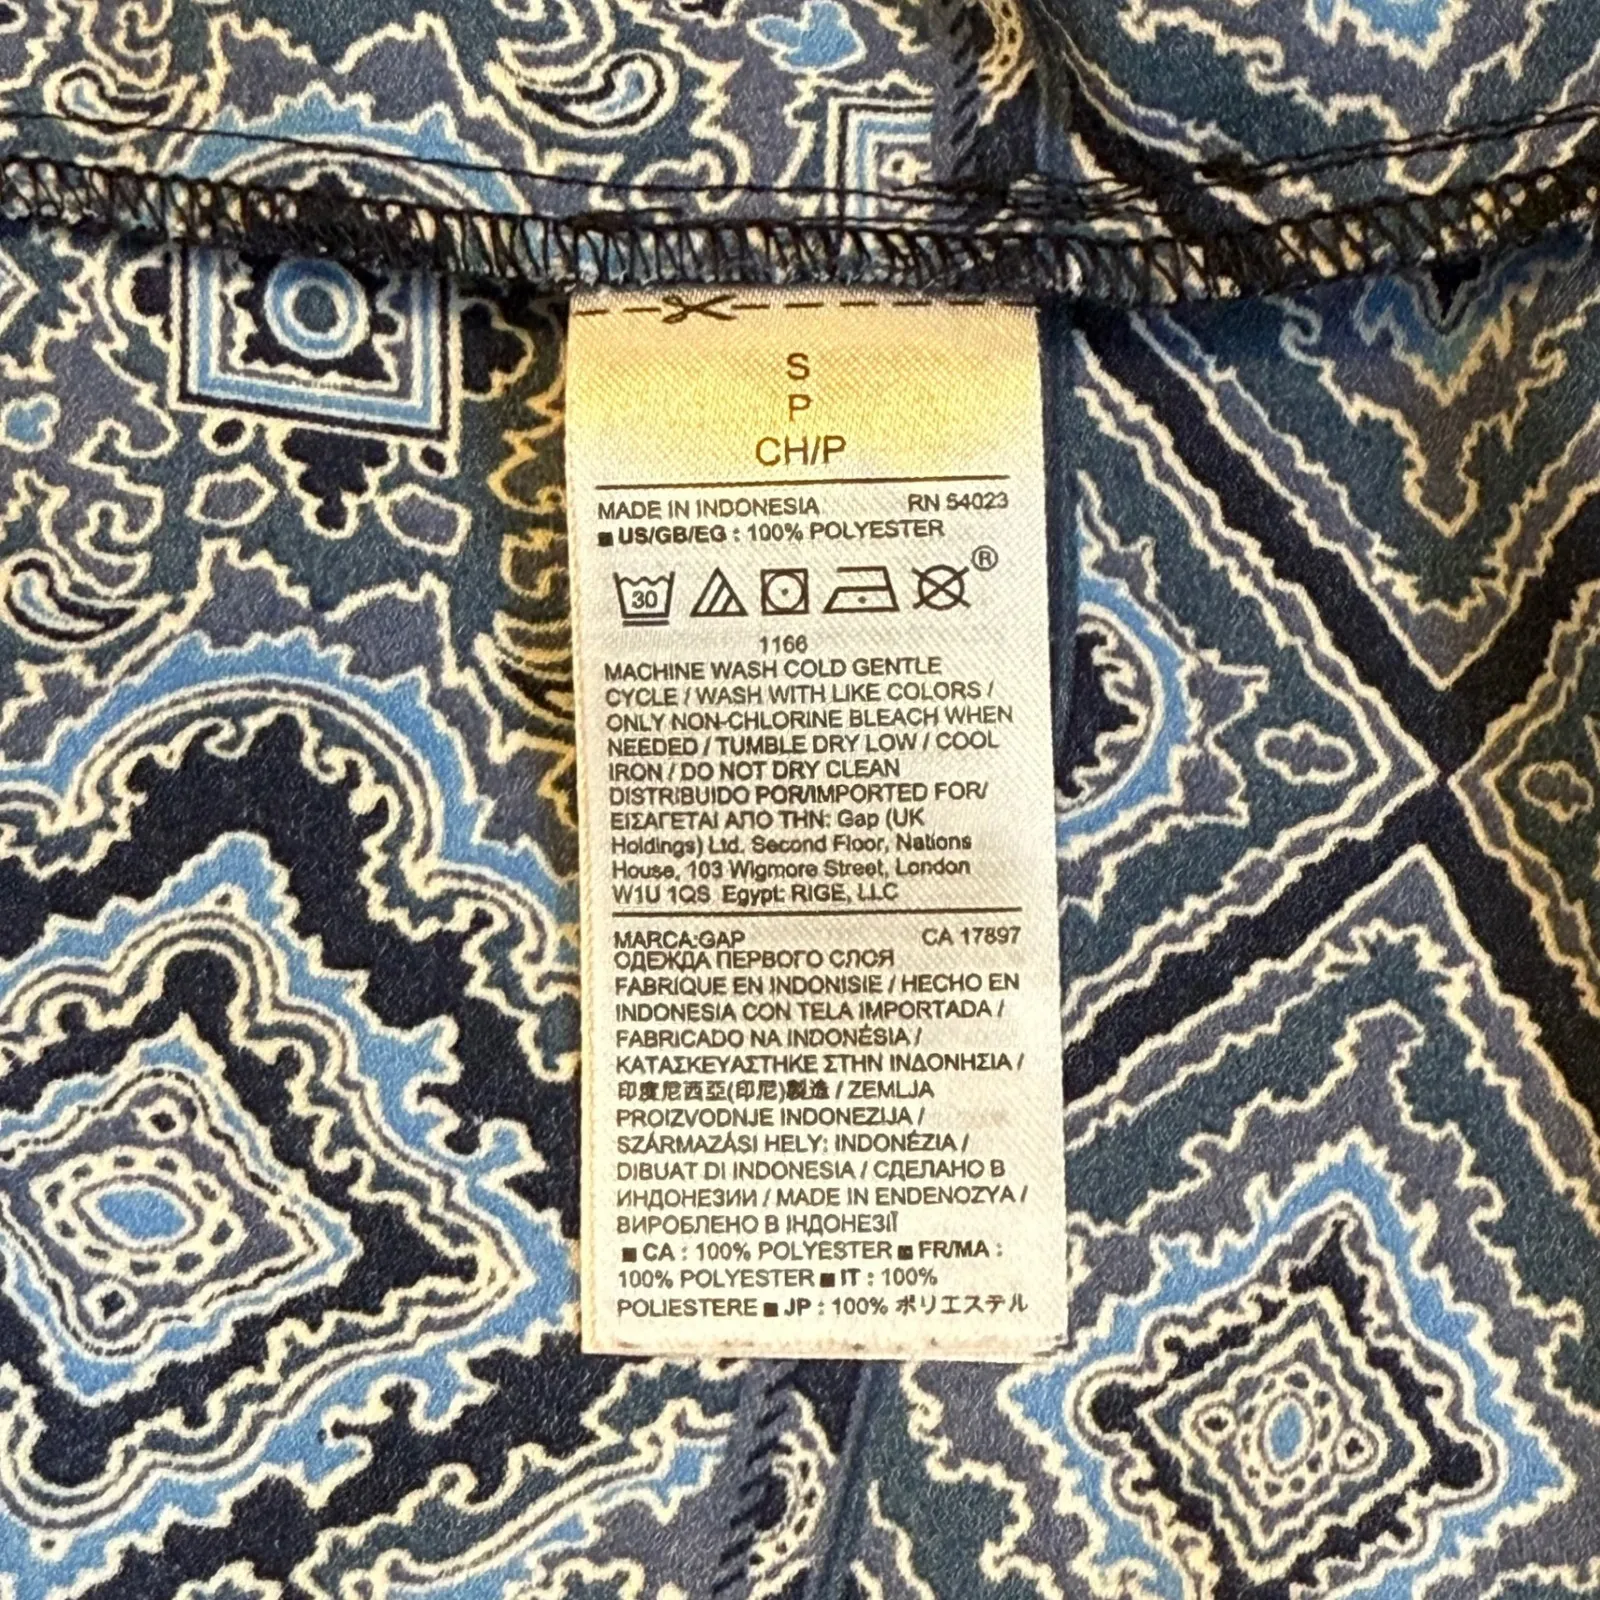 S
P
CH/P
MADE IN INDONESIA RN 54023
■ US/GB/EG : 100% POLYESTER
30 ®
1166
MACHINE WASH COLD GENTLE
CYCLE / WASH WITH LIKE COLORS /
ONLY NON-CHLORINE BLEACH WHEN
NEEDED / TUMBLE DRY LOW / COOL
IRON / DO NOT DRY CLEAN
DISTRIBUIDO POR/IMPORTED FOR/
ΕΙΣΑΓΕΤΑΙ ΑΠΟ ΤΗΝ: Gap (UK
Holdings) Ltd. Second Floor, Nations
House, 103 Wigmore Street, London
W1U 1QS Egypt: RIGE, LLC
MARCA:GAP CA 17897
ОДЕЖДА ПЕРВОГО СЛОЯ
FABRIQUE EN INDONISIE / HECHO EN
INDONESIA CON TELA IMPORTADA /
FABRICADO NA INDONÉSIA /
ΚΑΤΑΣΚΕΥΑΣΤΗΚΕ ΣΤΗΝ ΙΝΔΟΝΗΣΙΑ /
印度尼西亞(印尼)製造 / ZEMLJA
PROIZVODNJE INDONEZIJA /
SZÁRMAZÁSI HELY: INDONÉZIA /
DIBUAT DI INDONESIA / СДЕЛАНО В
ИНДОНЕЗИИ / MADE IN ENDENOZYA /
ВИРОБЛЕНО В ІНДОНЕЗІЇ
■ CA : 100% POLYESTER ■ FR/MA :
100% POLYESTER ■ IT : 100%
POLIESTERE ■ JP : 100% ポリエステル